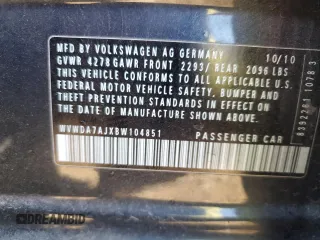 MFD. BY VOLKSWAGEN AG GERMANY 10/10
GVWR 4278 GAWR FRONT 2293/ REAR 2096 LBS
THIS VEHICLE CONFORMS TO ALL APPLICABLE
FEDERAL MOTOR VEHICLE SAFETY, BUMPER AND
THEFT PREVENTION STANDARDS IN EFFECT ON THE
DATE OF MANUFACTURE SHOWN ABOVE.
WVWDA7AJXBW104851 PASSENGER CAR
DREAMBID